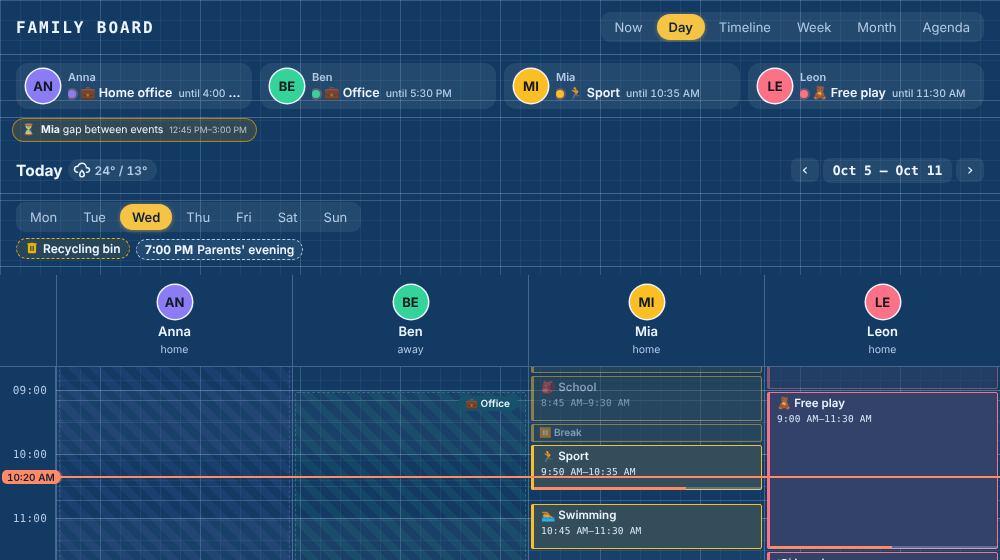 FAMILY BOARD
Now Day Timeline Week Month Agenda
AN Anna
Home office until 4:00 ...
BE Ben
Office until 5:30 PM
MI Mia
Sport until 10:35 AM
LE Leon
Free play until 11:30 AM
Mia gap between events 12:45 PM–3:00 PM
Today 24° / 13°
‹ Oct 5 – Oct 11 ›
Mon Tue Wed Thu Fri Sat Sun
Recycling bin 7:00 PM Parents' evening
AN BE MI LE
Anna Ben Mia Leon
home away home home
09:00
10:00
10:20 AM
11:00
Office
School
8:45 AM–9:30 AM
Break
Sport
9:50 AM–10:35 AM
Swimming
10:45 AM–11:30 AM
Free play
9:00 AM–11:30 AM